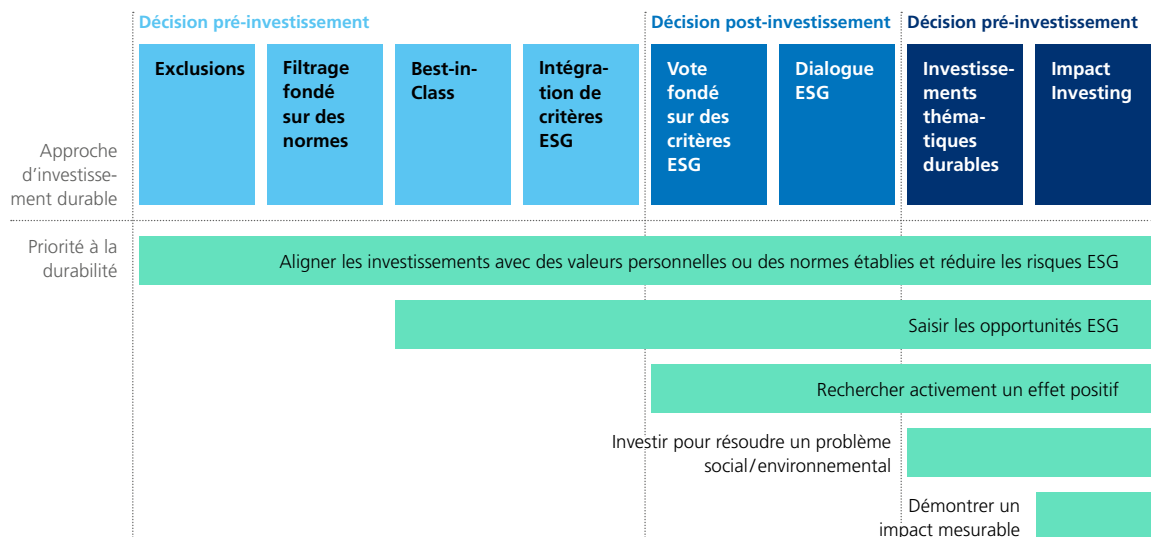 Décision pré-investissement
Décision post-investissement
Décision pré-investissement
Approche
d'investisse-
ment durable
Exclusions
Filtrage
fondé
sur des
normes
Best-in-
Class
Intégra-
tion de
critères
ESG
Vote
fondé
sur des
critères
ESG
Dialogue
ESG
Investisse-
ments
théma-
tiques
durables
Impact
Investing
Priorité à la
durabilité
Aligner les investissements avec des valeurs personnelles ou des normes établies et réduire les risques ESG
Saisir les opportunités ESG
Rechercher activement un effet positif
Investir pour résoudre un problème
social/environnemental
Démontrer un
impact mesurable